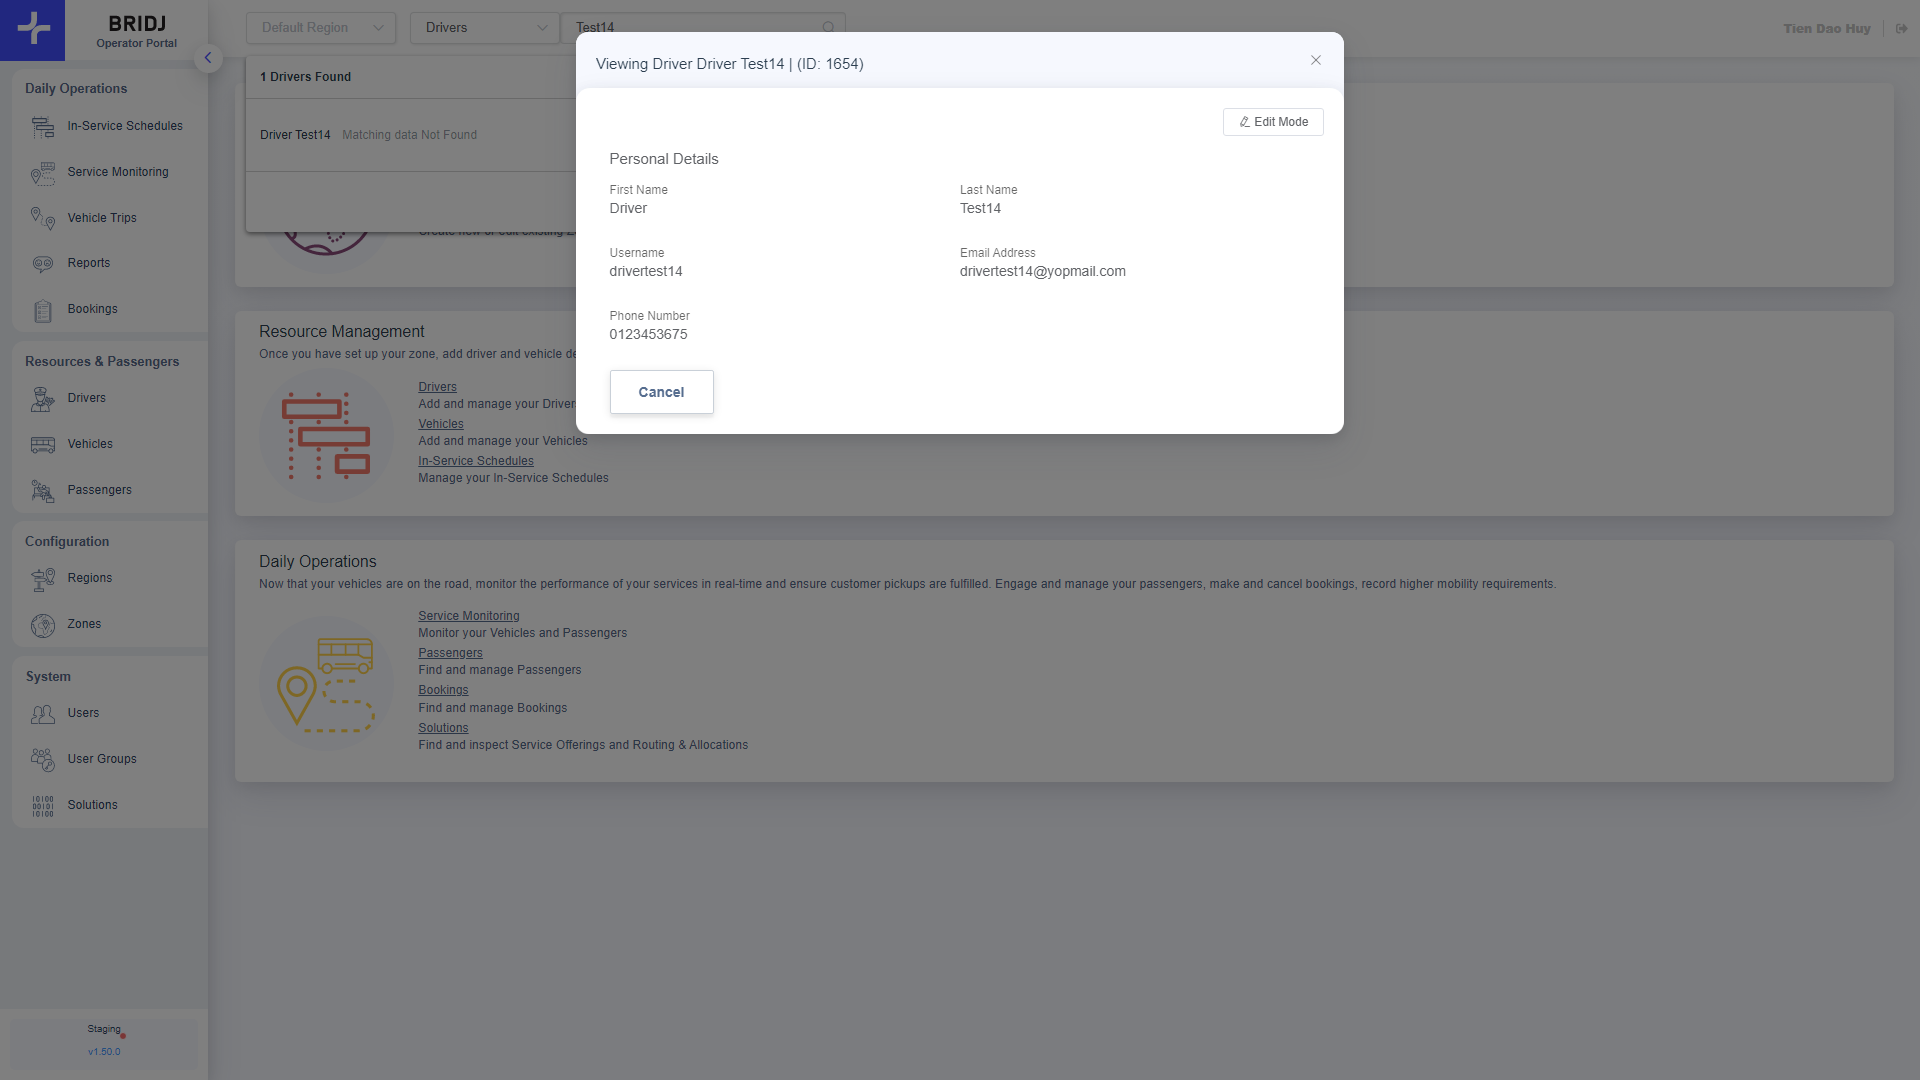 BRIDJ
Operator Portal
Default Region
Drivers
Test14
Tien Dao Huy
Daily Operations
In-Service Schedules
Service Monitoring
Vehicle Trips
Reports
Bookings
Resources & Passengers
Drivers
Vehicles
Passengers
Configuration
Regions
Zones
System
Users
User Groups
Solutions
Staging
v1.50.0
1 Drivers Found
Driver Test14 Matching data Not Found
Create new or edit existing
Resource Management
Once you have set up your zone, add driver and vehicle
Drivers
Add and manage your Drivers
Vehicles
Add and manage your Vehicles
In-Service Schedules
Manage your In-Service Schedules
Daily Operations
Now that your vehicles are on the road, monitor the performance of your services in real-time and ensure customer pickups are fulfilled. Engage and manage your passengers, make and cancel bookings, record higher mobility requirements.
Service Monitoring
Monitor your Vehicles and Passengers
Passengers
Find and manage Passengers
Bookings
Find and manage Bookings
Solutions
Find and inspect Service Offerings and Routing & Allocations
Viewing Driver Driver Test14 | (ID: 1654)
Edit Mode
Personal Details
First Name
Driver
Last Name
Test14
Username
drivertest14
Email Address
drivertest14@yopmail.com
Phone Number
0123453675
Cancel